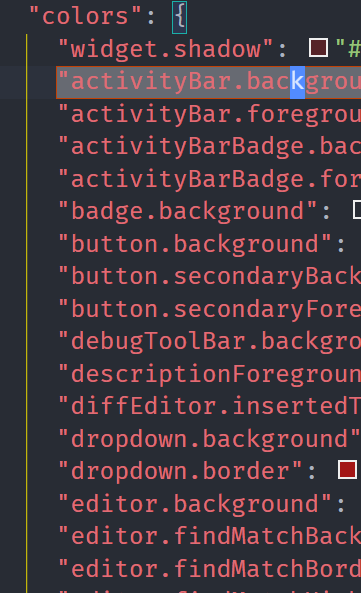 "colors": {
"widget.shadow": "#
"activityBar.backgrou
"activityBar.foregrou
"activityBarBadge.bac
"activityBarBadge.for
"badge.background":
"button.background":
"button.secondaryBack
"button.secondaryFore
"debugToolBar.backgro
"descriptionForegroun
"diffEditor.insertedT
"dropdown.background"
"dropdown.border":
"editor.background":
"editor.findMatchBack
"editor.findMatchBord